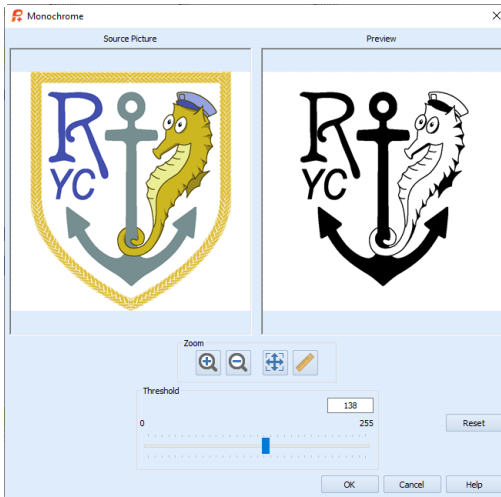 Monochrome
Source Picture
Preview
R
YC
R
YC
Zoom
Threshold
138
0
255
Reset
OK
Cancel
Help